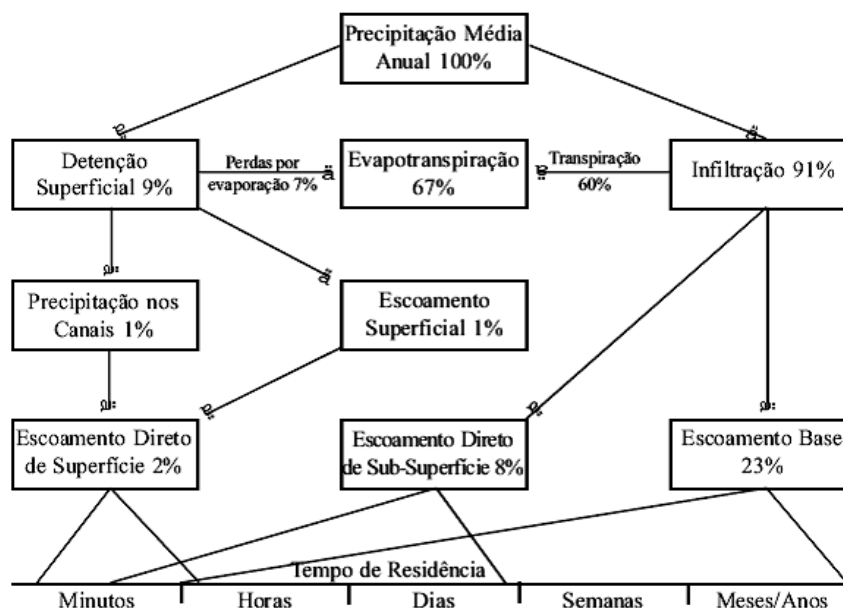 Precipitação Média
Anual 100%
Detenção
Superficial 9%
Perdas por
evaporação 7%
Evapotranspiração
67%
Transpiração
60%
Infiltração 91%
Precipitação nos
Canais 1%
Escoamento
Superficial 1%
Escoamento Direto
de Superfície 2%
Escoamento Direto
de Sub-Superfície 8%
Escoamento Base
23%
Tempo de Residência
Minutos
Horas
Dias
Semanas
Meses/Anos